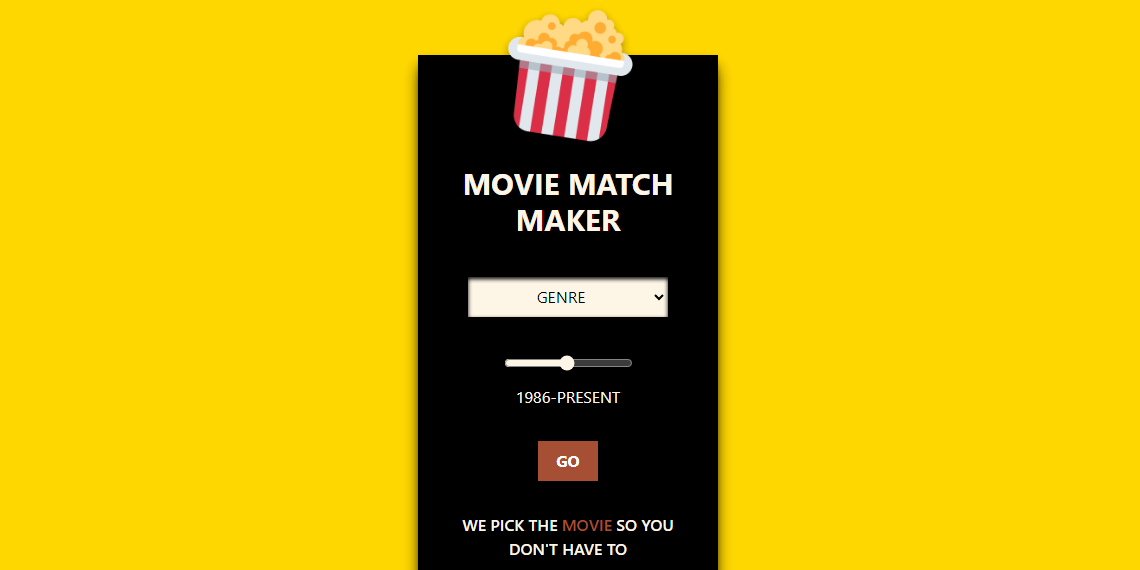 MOVIE MATCH
MAKER
GENRE
1986-PRESENT
GO
WE PICK THE MOVIE SO YOU
DON'T HAVE TO